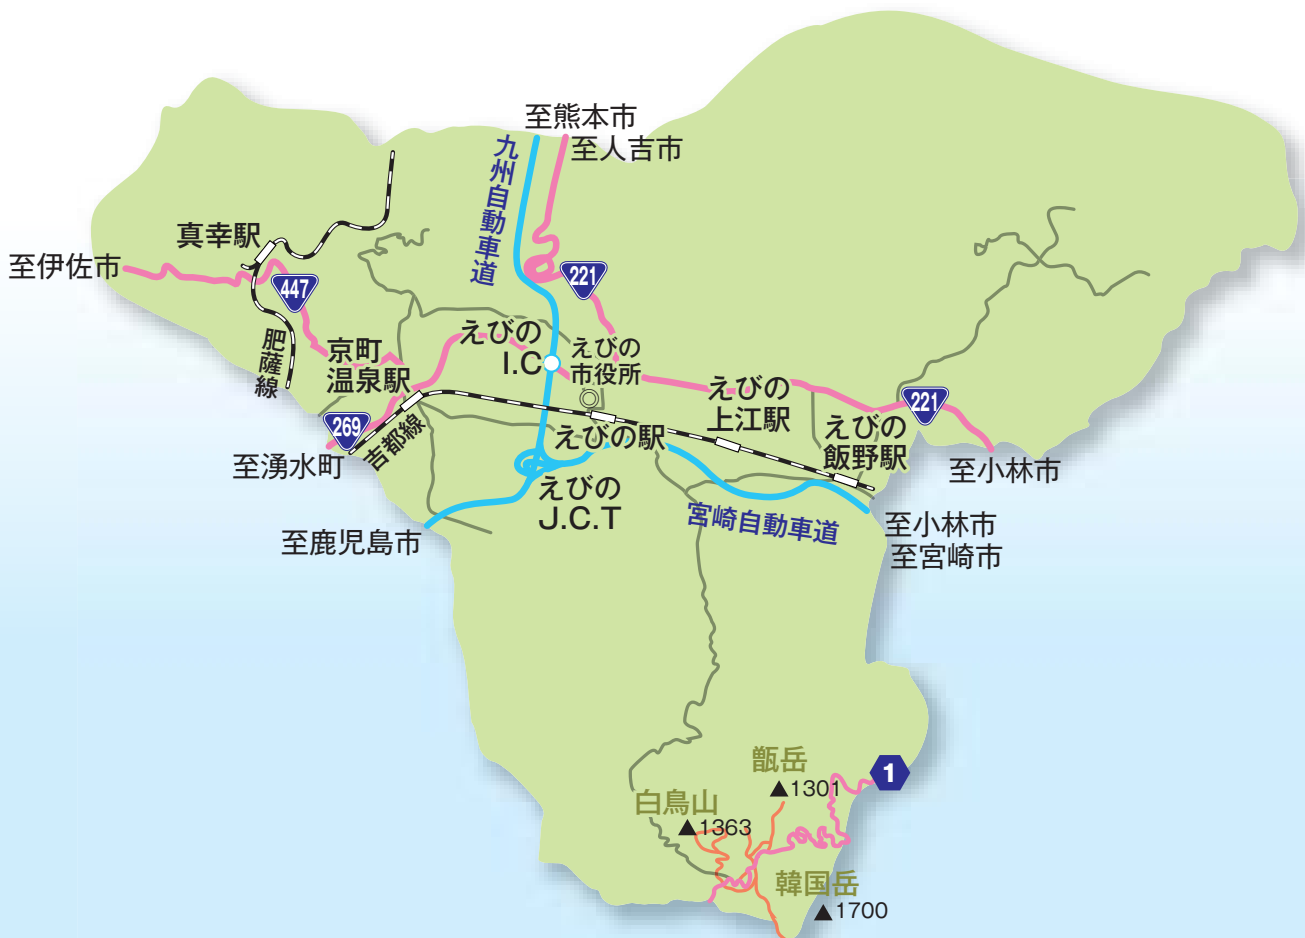 至熊本市
至人吉市
九州自動車道
真幸駅
至伊佐市
447
221
肥薩線
京町
温泉駅
えびの
I.C
えびの
市役所
えびの
上江駅
221
269
吉都線
えびの駅
えびの
飯野駅
至湧水町
至小林市
えびの
J.C.T
宮崎自動車道
至鹿児島市
至小林市
至宮崎市
甑岳
1301
1
白鳥山
1363
韓国岳
1700